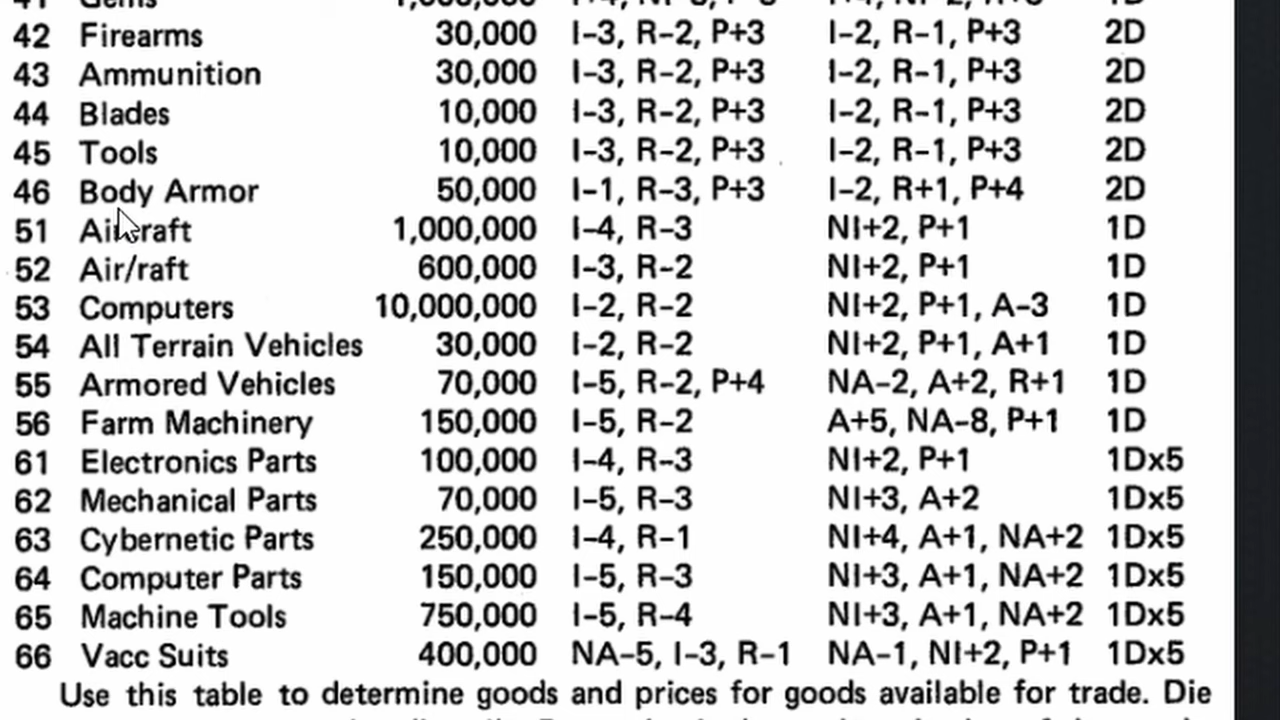 42 Firearms 30,000 I-3, R-2, P+3 I-2, R-1, P+3 2D
43 Ammunition 30,000 I-3, R-2, P+3 I-2, R-1, P+3 2D
44 Blades 10,000 I-3, R-2, P+3 I-2, R-1, P+3 2D
45 Tools 10,000 I-3, R-2, P+3 I-2, R-1, P+3 2D
46 Body Armor 50,000 I-1, R-3, P+3 I-2, R+1, P+4 2D
51 Aircraft 1,000,000 I-4, R-3 NI+2, P+1 1D
52 Air/raft 600,000 I-3, R-2 NI+2, P+1 1D
53 Computers 10,000,000 I-2, R-2 NI+2, P+1, A-3 1D
54 All Terrain Vehicles 30,000 I-2, R-2 NI+2, P+1, A+1 1D
55 Armored Vehicles 70,000 I-5, R-2, P+4 NA-2, A+2, R+1 1D
56 Farm Machinery 150,000 I-5, R-2 A+5, NA-8, P+1 1D
61 Electronics Parts 100,000 I-4, R-3 NI+2, P+1 1Dx5
62 Mechanical Parts 70,000 I-5, R-3 NI+3, A+2 1Dx5
63 Cybernetic Parts 250,000 I-4, R-1 NI+4, A+1, NA+2 1Dx5
64 Computer Parts 150,000 I-5, R-3 NI+3, A+1, NA+2 1Dx5
65 Machine Tools 750,000 I-5, R-4 NI+3, A+1, NA+2 1Dx5
66 Vacc Suits 400,000 NA-5, I-3, R-1 NA-1, NI+2, P+1 1Dx5
Use this table to determine goods and prices for goods available for trade. Die